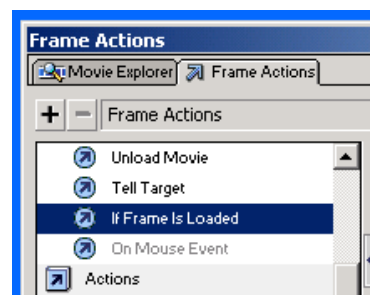 Frame Actions
Movie Explorer Frame Actions
Frame Actions
Unload Movie
Tell Target
If Frame Is Loaded
On Mouse Event
Actions